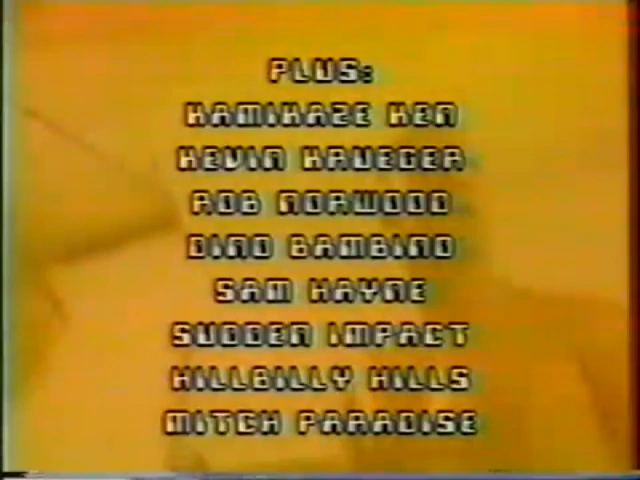 PLUS:
KAMIKAZE KEN
KEVIN KRUEGER
ROB NORWOOD
DINO BAMBINO
SAM HAYNE
SUDDEN IMPACT
HILLBILLY HILLS
MITCH PARADISE